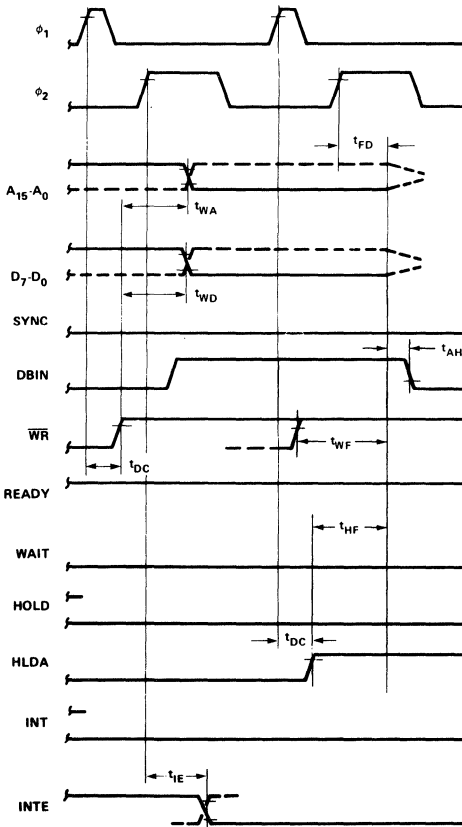 ϕ1
ϕ2
tFD
A15-A0
tWA
D7-D0
tWD
SYNC
tAH
DBIN
WR
tDC
tWF
READY
tHF
WAIT
HOLD
tDC
HLDA
INT
tIE
INTE